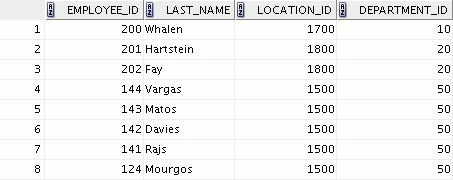 EMPLOYEE_ID LAST_NAME LOCATION_ID DEPARTMENT_ID
1 200 Whalen 1700 10
2 201 Hartstein 1800 20
3 202 Fay 1800 20
4 144 Vargas 1500 50
5 143 Matos 1500 50
6 142 Davies 1500 50
7 141 Rajs 1500 50
8 124 Mourgos 1500 50